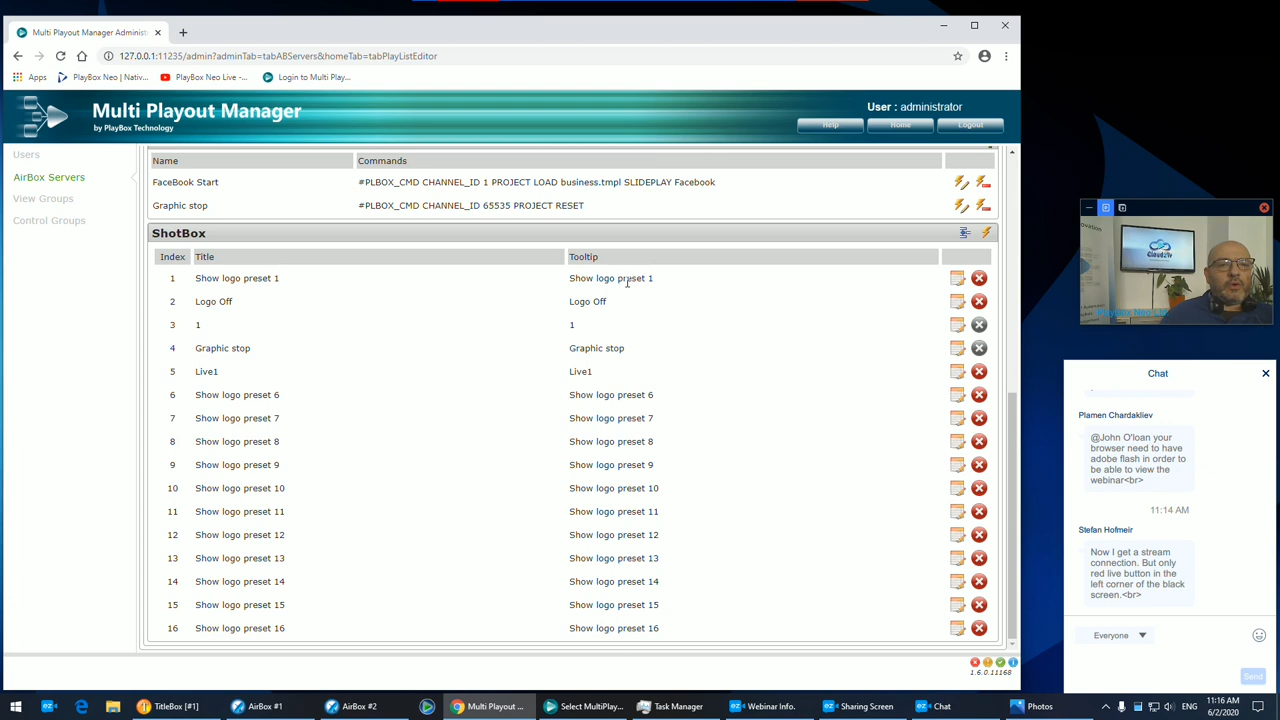 Multi Playout Manager Administ
127.0.0.1:11235/admin?adminTab=tabABServers&homeTab=tabPlayListEditor
Apps
PlayBox Neo | Nativ...
PlayBox Neo Live -...
Login to Multi Play...
Multi Playout Manager
by PlayBox Technology
User : administrator
Help
Home
Logout
Users
AirBox Servers
View Groups
Control Groups
Name Commands
FaceBook Start #PLBOX_CMD CHANNEL_ID 1 PROJECT LOAD business.tmpl SLIDEPLAY Facebook
Graphic stop #PLBOX_CMD CHANNEL_ID 65535 PROJECT RESET
ShotBox
Index Title Tooltip
1 Show logo preset 1 Show logo preset 1
2 Logo Off Logo Off
3 1 1
4 Graphic stop Graphic stop
5 Live1 Live1
6 Show logo preset 6 Show logo preset 6
7 Show logo preset 7 Show logo preset 7
8 Show logo preset 8 Show logo preset 8
9 Show logo preset 9 Show logo preset 9
10 Show logo preset 10 Show logo preset 10
11 Show logo preset 11 Show logo preset 11
12 Show logo preset 12 Show logo preset 12
13 Show logo preset 13 Show logo preset 13
14 Show logo preset 14 Show logo preset 14
15 Show logo preset 15 Show logo preset 15
16 Show logo preset 16 Show logo preset 16
1.6.0.11168
Cloud2Tv
Chat
Plamen Chardakliev
@John O'loan your
browser need to have
adobe flash in order to
be able to view the
webinar<br>
11:14 AM
Stefan Hofmeir
Now I get a stream
connection. But only
red live button in the
left corner of the black
screen.<br>
Everyone
Send
TitleBox [#1]
AirBox #1
AirBox #2
Multi Playout ...
Select MultiPlay...
Task Manager
Webinar Info.
Sharing Screen
Chat
Photos
ENG
11:16 AM
6/2/2020